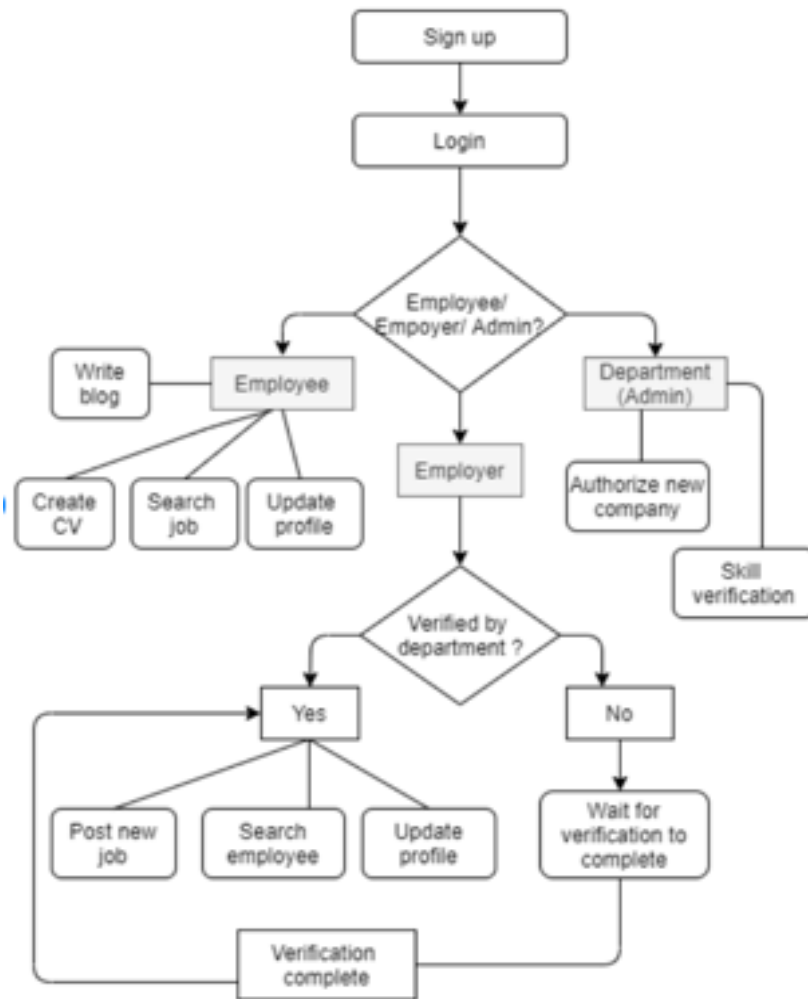 Sign up
Login
Employee/
Empoyer/ Admin?
Write
blog
Employee
Department
(Admin)
Employer
Create
CV
Search
job
Update
profile
Authorize new
company
Skill
verification
Verified by
department ?
Yes
No
Post new
job
Search
employee
Update
profile
Wait for
verification to
complete
Verification
complete